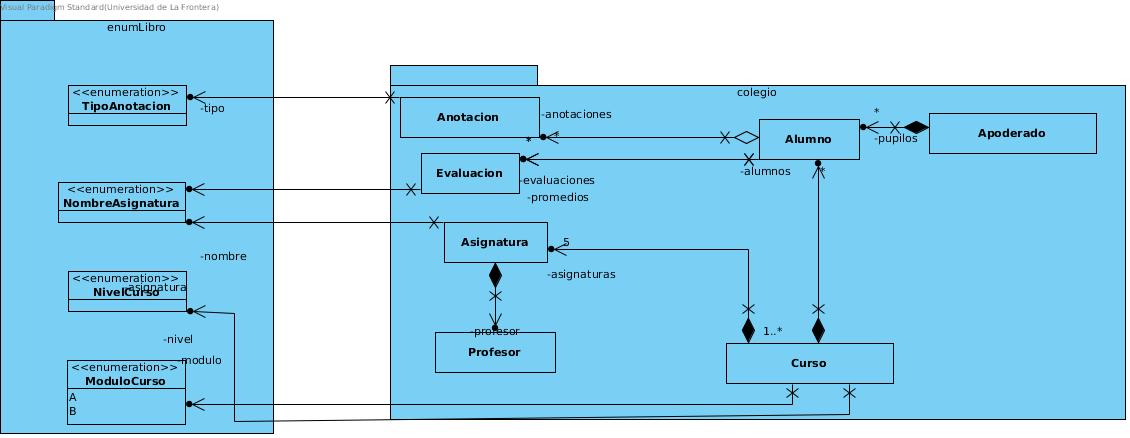 Visual Paradigm Standard(Universidad de La Frontera)
enumLibro
<<enumeration>>
TipoAnotacion
-tipo
<<enumeration>>
NombreAsignatura
-nombre
<<enumeration>>
NivelCurso
-asignatura
-nivel
-modulo
<<enumeration>>
ModuloCurso
A
B
colegio
Anotacion
-anotaciones
*
Alumno
*
-pupilos
Apoderado
*
Evaluacion
-evaluaciones
-promedios
-alumnos
*
Asignatura
5
-asignaturas
-profesor
Profesor
1..*
Curso